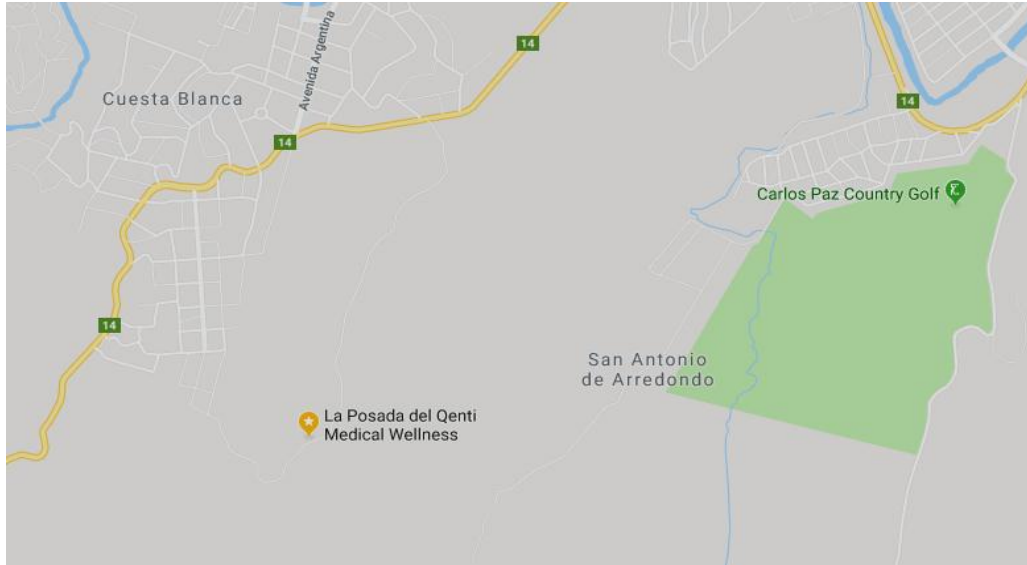 14
Avenida Argentina
Cuesta Blanca
14
14
Carlos Paz Country Golf
14
San Antonio
de Arredondo
La Posada del Qenti
Medical Wellness